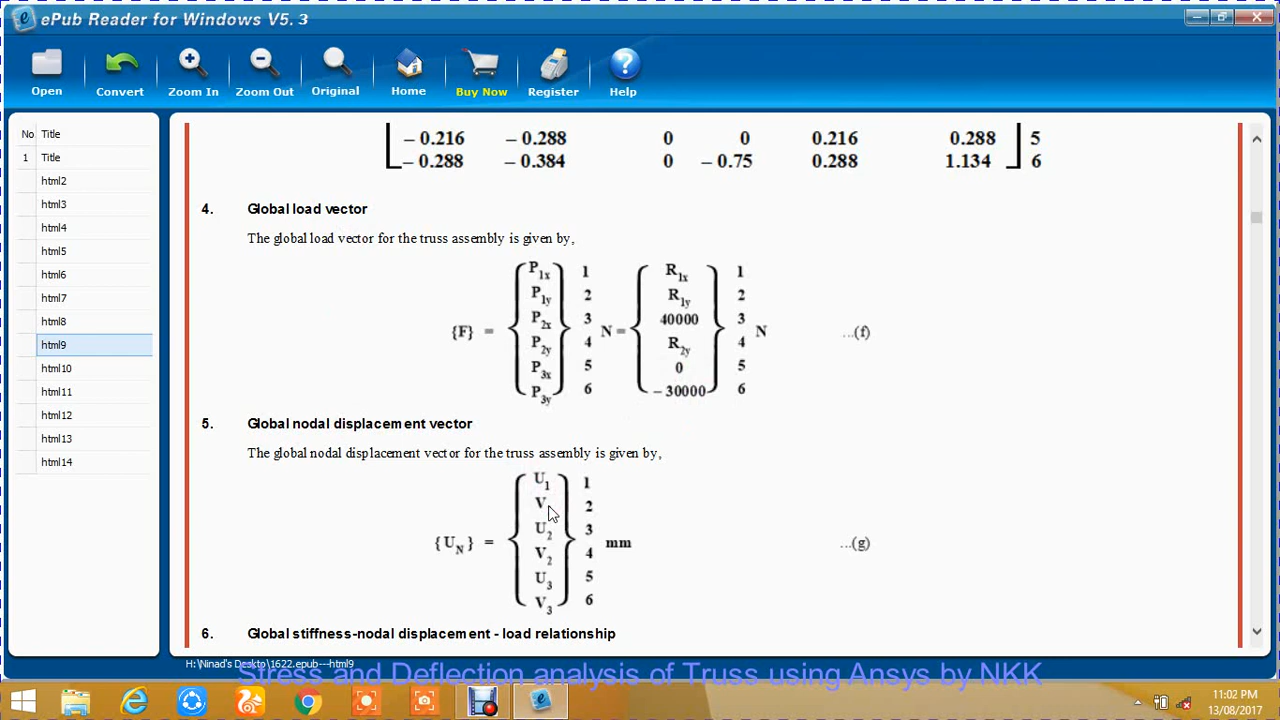 ePub Reader for Windows V5. 3
Open Convert Zoom In Zoom Out Original Home Buy Now Register Help
No Title
1 Title
html2
html3
html4
html5
html6
html7
html8
html9
html10
html11
html12
html13
html14
– 0.216 – 0.288 0 0 0.216 0.288 5
– 0.288 – 0.384 0 – 0.75 0.288 1.134 6
4. Global load vector
The global load vector for the truss assembly is given by,
P1x 1 R1x 1
P1y 2 R1y 2
P2x 3 40000 3
{F} = N = N ...(f)
P2y 4 R2y 4
P3x 5 0 5
P3y 6 – 30000 6
5. Global nodal displacement vector
The global nodal displacement vector for the truss assembly is given by,
U1 1
V 2
U2 3
{UN} = mm ...(g)
V2 4
U3 5
V3 6
6. Global stiffness-nodal displacement - load relationship
H:\Ninad's Deskto\1622.epub---html9
Stress and Deflection analysis of Truss using Ansys by NKK
11:02 PM
13/08/2017